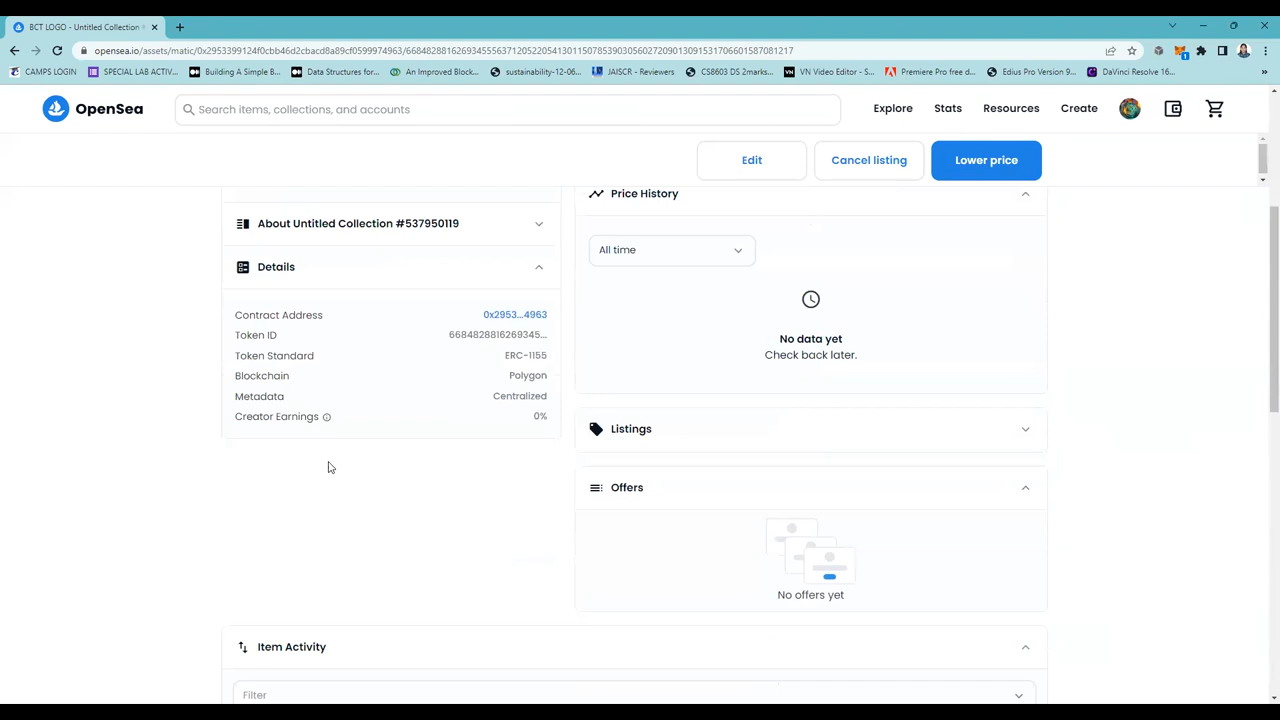 BCT LOGO - Untitled Collection
opensea.io/assets/matic/0x2953399124f0cbb46d2cbacd8a89cf0599974963/66848288162693455563712052205413011507853903056027209013091531706601587081217
CAMPS LOGIN
SPECIAL LAB ACTIV...
Building A Simple B...
Data Structures for...
An Improved Block...
sustainability-12-06...
JAISCR - Reviewers
CS8603 DS 2marks...
VN Video Editor - S...
Premiere Pro free d...
Edius Pro Version 9...
DaVinci Resolve 16...
»
OpenSea
Search items, collections, and accounts
Explore
Stats
Resources
Create
Edit
Cancel listing
Lower price
About Untitled Collection #537950119
Details
Contract Address 0x2953...4963
Token ID 6684828816269345...
Token Standard ERC-1155
Blockchain Polygon
Metadata Centralized
Creator Earnings 0%
Price History
All time
No data yet
Check back later.
Listings
Offers
No offers yet
Item Activity
Filter